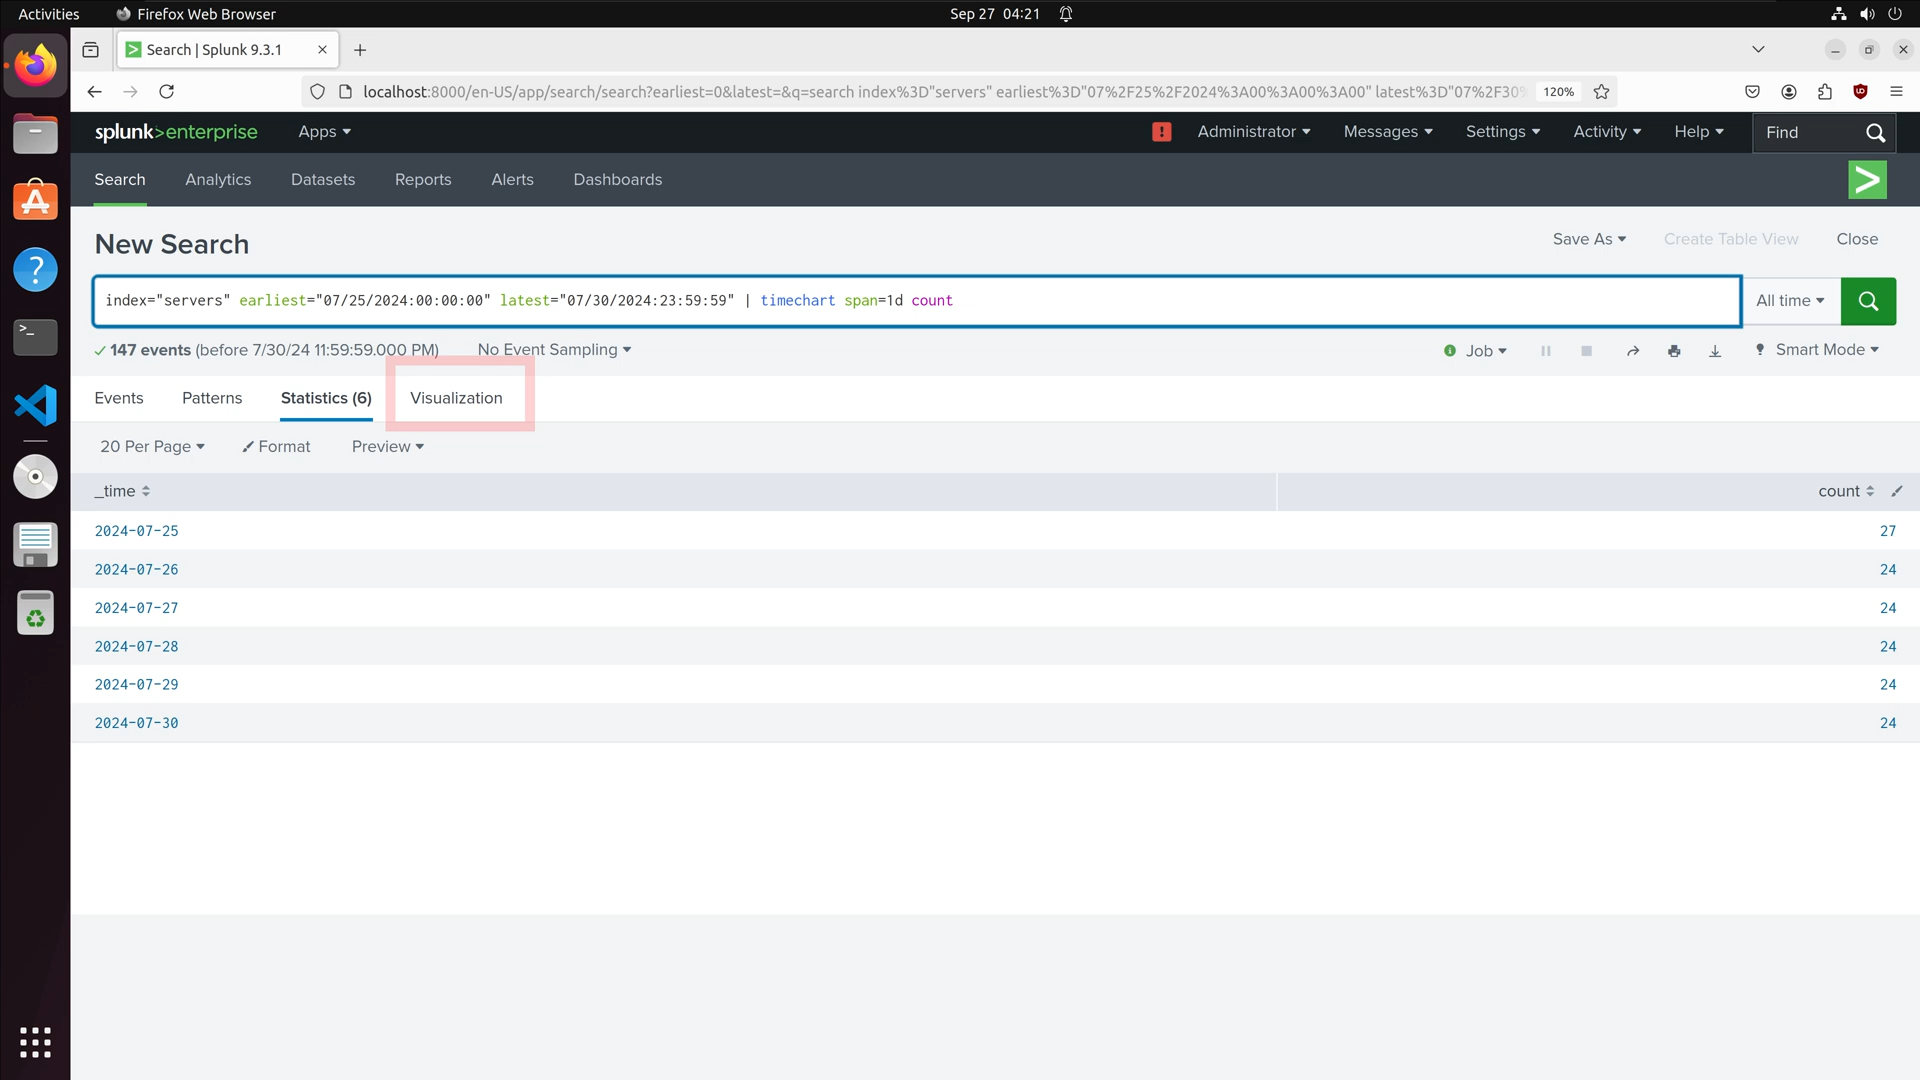 Activities Firefox Web Browser Sep 27 04:21
Search | Splunk 9.3.1
localhost:8000/en-US/app/search/search?earliest=0&latest=&q=search index%3D"servers" earliest%3D"07%2F25%2F2024%3A00%3A00%3A00" latest%3D"07%2F30% 120%
splunk>enterprise Apps Administrator Messages Settings Activity Help Find
Search Analytics Datasets Reports Alerts Dashboards
New Search Save As Create Table View Close
index="servers" earliest="07/25/2024:00:00:00" latest="07/30/2024:23:59:59" | timechart span=1d count All time
147 events (before 7/30/24 11:59:59.000 PM) No Event Sampling Job Smart Mode
Events Patterns Statistics (6) Visualization
20 Per Page Format Preview
_time count
2024-07-25 27
2024-07-26 24
2024-07-27 24
2024-07-28 24
2024-07-29 24
2024-07-30 24